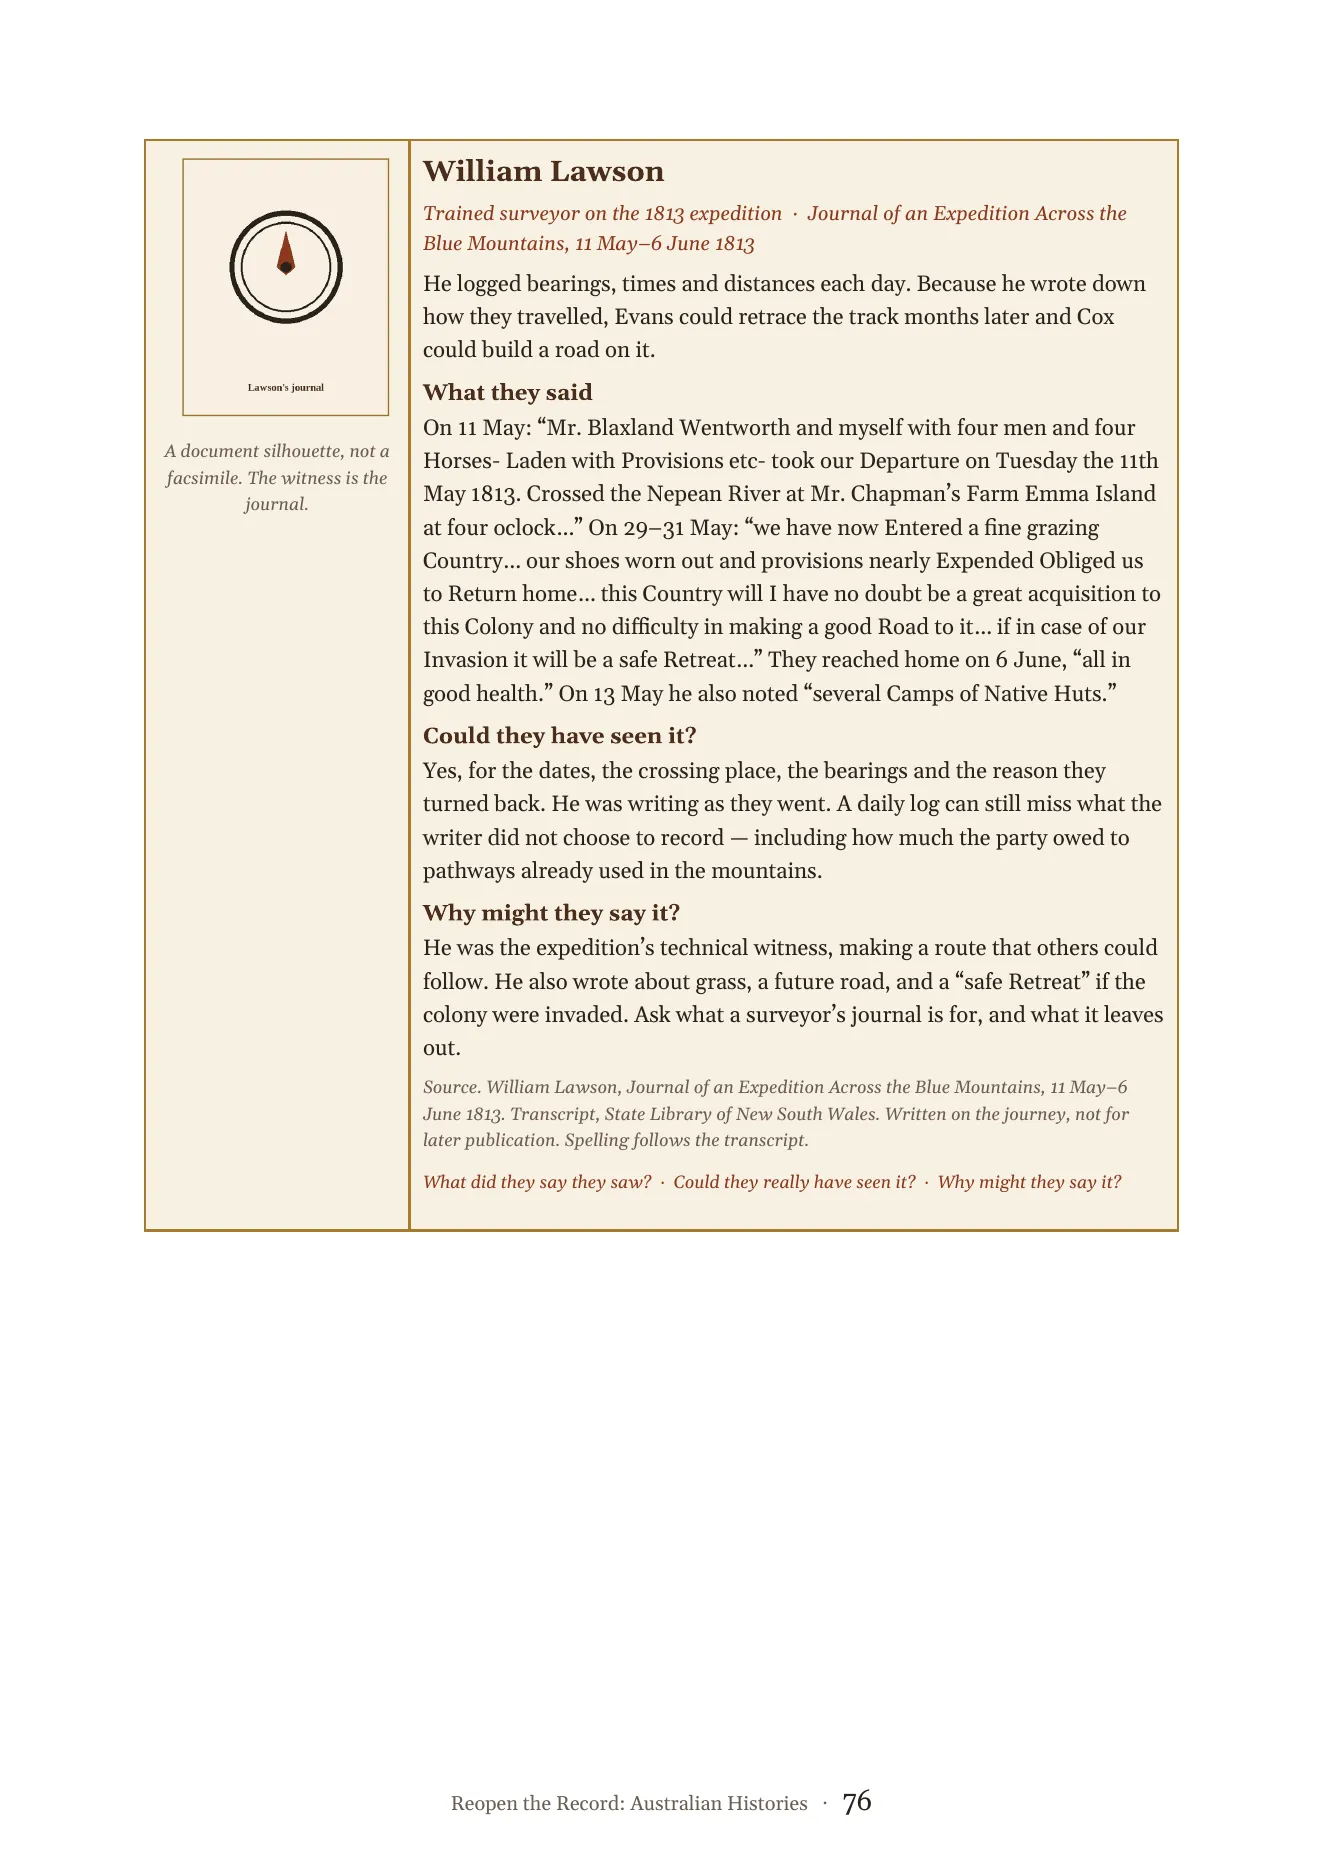 Lawson's journal
A document silhouette, not a
facsimile. The witness is the
journal.
William Lawson
Trained surveyor on the 1813 expedition · Journal of an Expedition Across the
Blue Mountains, 11 May–6 June 1813
He logged bearings, times and distances each day. Because he wrote down
how they travelled, Evans could retrace the track months later and Cox
could build a road on it.
What they said
On 11 May: “Mr. Blaxland Wentworth and myself with four men and four
Horses- Laden with Provisions etc- took our Departure on Tuesday the 11th
May 1813. Crossed the Nepean River at Mr. Chapman’s Farm Emma Island
at four oclock…” On 29–31 May: “we have now Entered a fine grazing
Country… our shoes worn out and provisions nearly Expended Obliged us
to Return home… this Country will I have no doubt be a great acquisition to
this Colony and no difficulty in making a good Road to it… if in case of our
Invasion it will be a safe Retreat…” They reached home on 6 June, “all in
good health.” On 13 May he also noted “several Camps of Native Huts.”
Could they have seen it?
Yes, for the dates, the crossing place, the bearings and the reason they
turned back. He was writing as they went. A daily log can still miss what the
writer did not choose to record — including how much the party owed to
pathways already used in the mountains.
Why might they say it?
He was the expedition’s technical witness, making a route that others could
follow. He also wrote about grass, a future road, and a “safe Retreat” if the
colony were invaded. Ask what a surveyor’s journal is for, and what it leaves
out.
Source. William Lawson, Journal of an Expedition Across the Blue Mountains, 11 May–6
June 1813. Transcript, State Library of New South Wales. Written on the journey, not for
later publication. Spelling follows the transcript.
What did they say they saw? · Could they really have seen it? · Why might they say it?
Reopen the Record: Australian Histories · 76